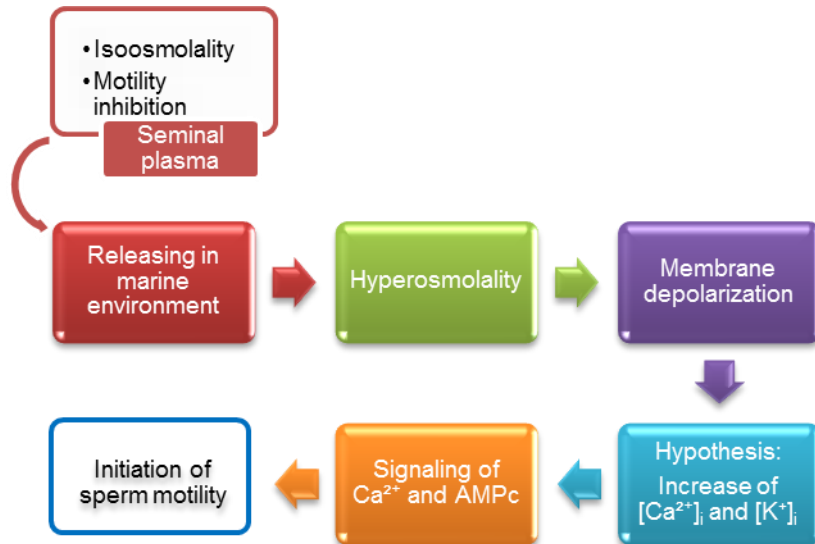 •Isoosmolality
•Motility
inhibition
Seminal
plasma
Releasing in
marine
environment
Hyperosmolality
Membrane
depolarization
Hypothesis:
Increase of
[Ca²⁺]ᵢ and [K⁺]ᵢ
Signaling of
Ca²⁺ and AMPc
Initiation of
sperm motility